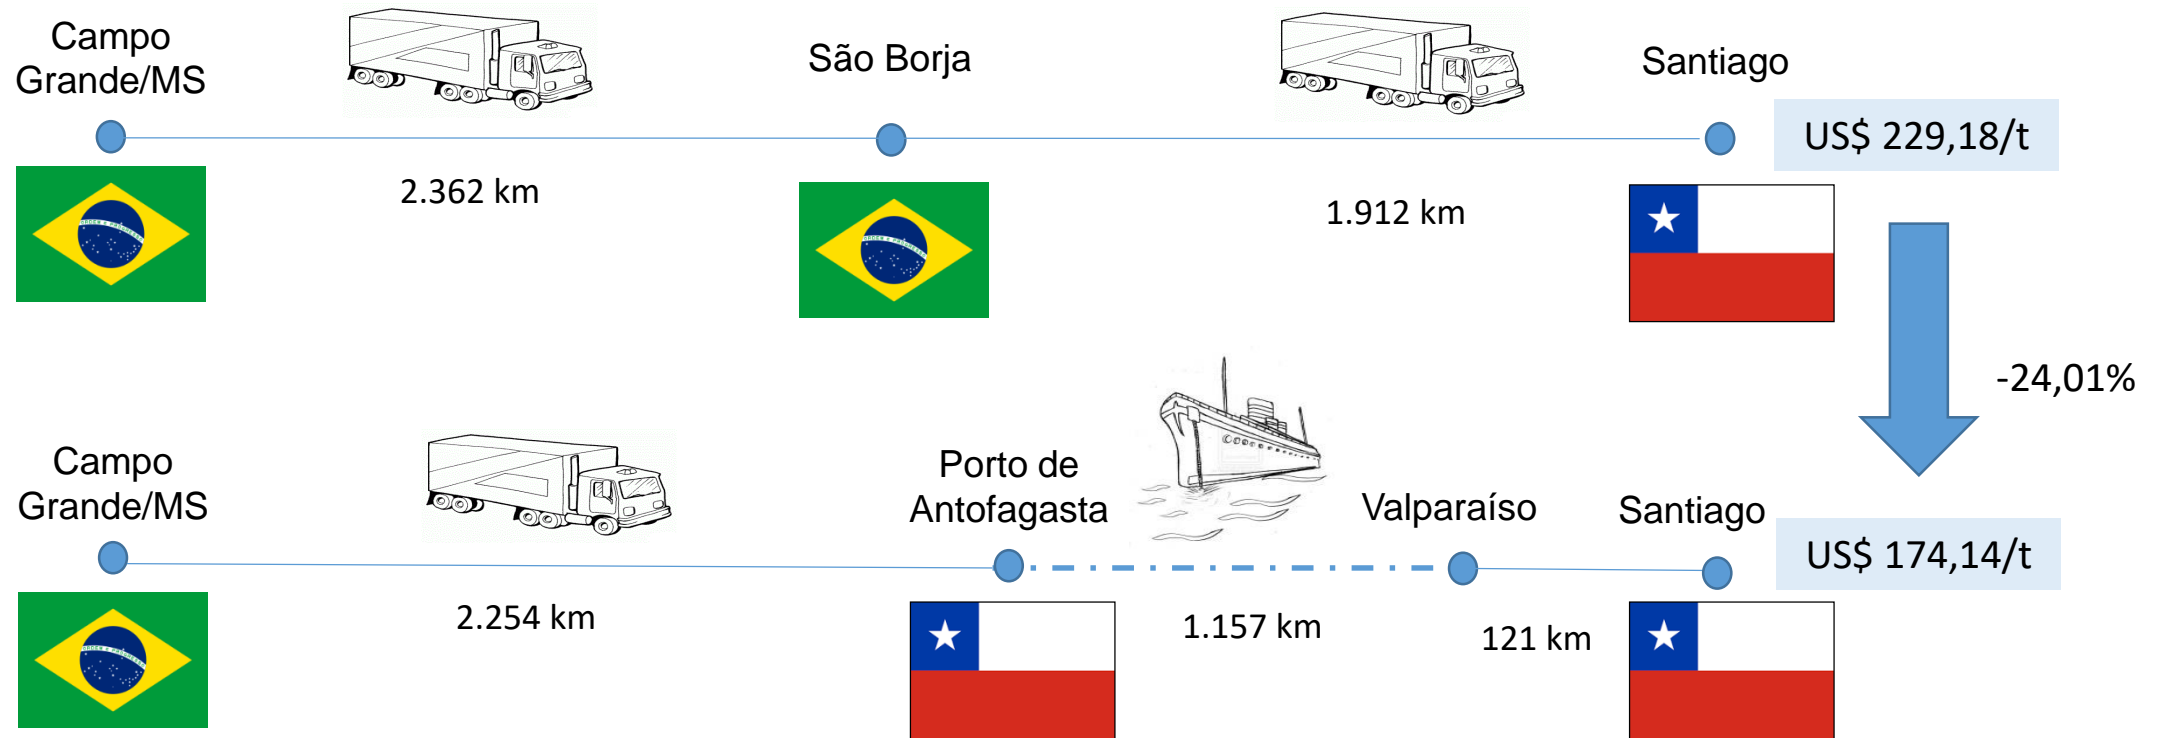 Campo
Grande/MS
São Borja
Santiago
US$ 229,18/t
2.362 km
1.912 km
-24,01%
Campo
Grande/MS
Porto de
Antofagasta
Valparaíso
Santiago
US$ 174,14/t
2.254 km
1.157 km
121 km